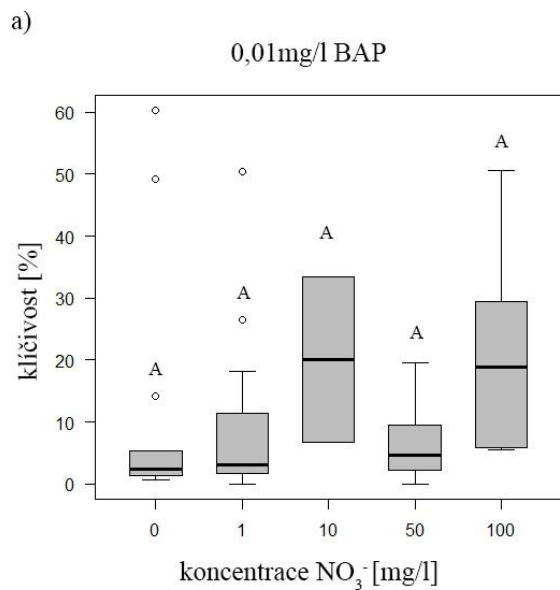 a)
0,01mg/l BAP
klíčivost [%]
60
50
40
30
20
10
0
A
A
A
A
A
0
1
10
50
100
koncentrace NO₃⁻ [mg/l]